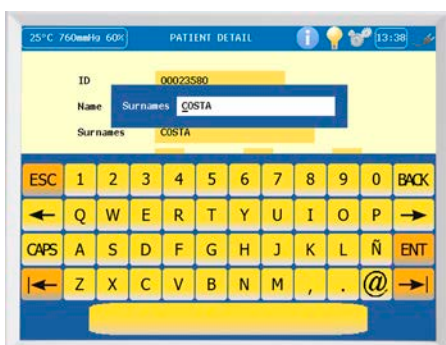 25°C 760mmHg 60% PATIENT DETAIL i 13:38
ID 00023580
Name Surnames COSTA
Surnames COSTA
ESC 1 2 3 4 5 6 7 8 9 0 BACK
Q W E R T Y U I O P
CAPS A S D F G H J K L Ñ ENT
Z X C V B N M , . @